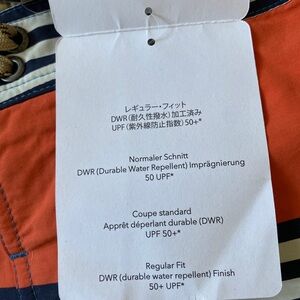 レギュラー・フィット
DWR(耐久性撥水)加工済み
UPF(紫外線防止指数) 50+*
Normaler Schnitt
DWR (Durable Water Repellent) Imprägnierung
50 UPF*
Coupe standard
Apprêt déperlant durable (DWR)
UPF 50+*
Regular Fit
DWR (durable water repellent) Finish
50+ UPF*